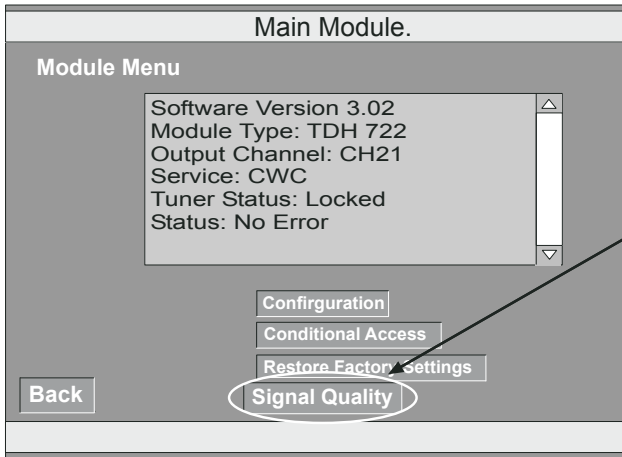 Main Module.
Module Menu
Software Version 3.02
Module Type: TDH 722
Output Channel: CH21
Service: CWC
Tuner Status: Locked
Status: No Error
Confirguration
Conditional Access
Restore Factory Settings
Back
Signal Quality